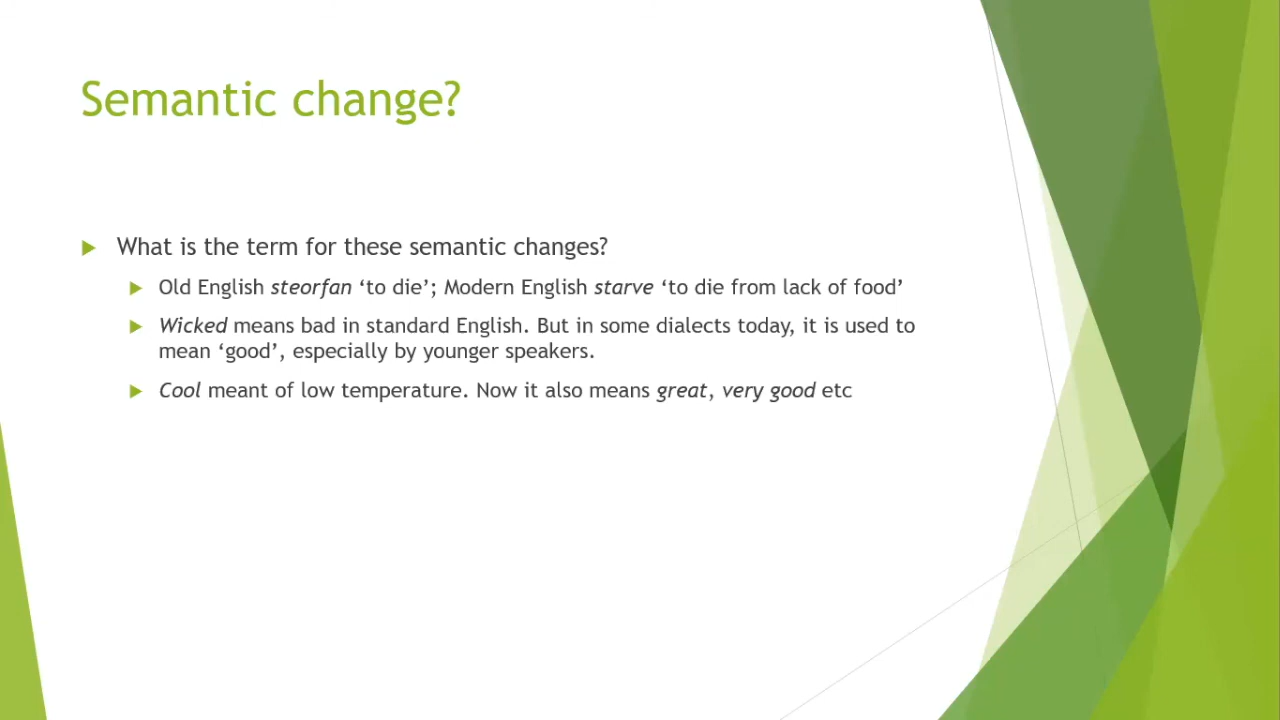 Semantic change?
What is the term for these semantic changes?
Old English steorfan ‘to die’; Modern English starve ‘to die from lack of food’
Wicked means bad in standard English. But in some dialects today, it is used to
mean ‘good’, especially by younger speakers.
Cool meant of low temperature. Now it also means great, very good etc